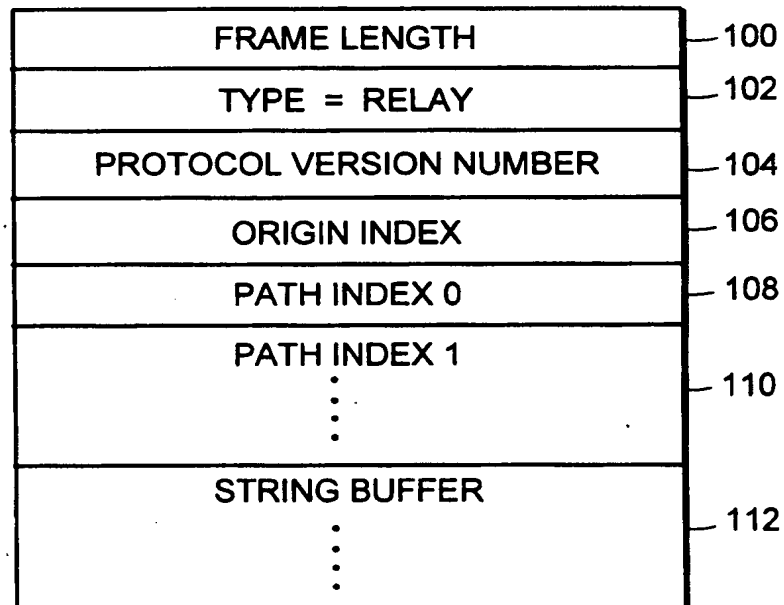 FRAME LENGTH 100
TYPE = RELAY 102
PROTOCOL VERSION NUMBER 104
ORIGIN INDEX 106
PATH INDEX 0 108
PATH INDEX 1
110
STRING BUFFER
112